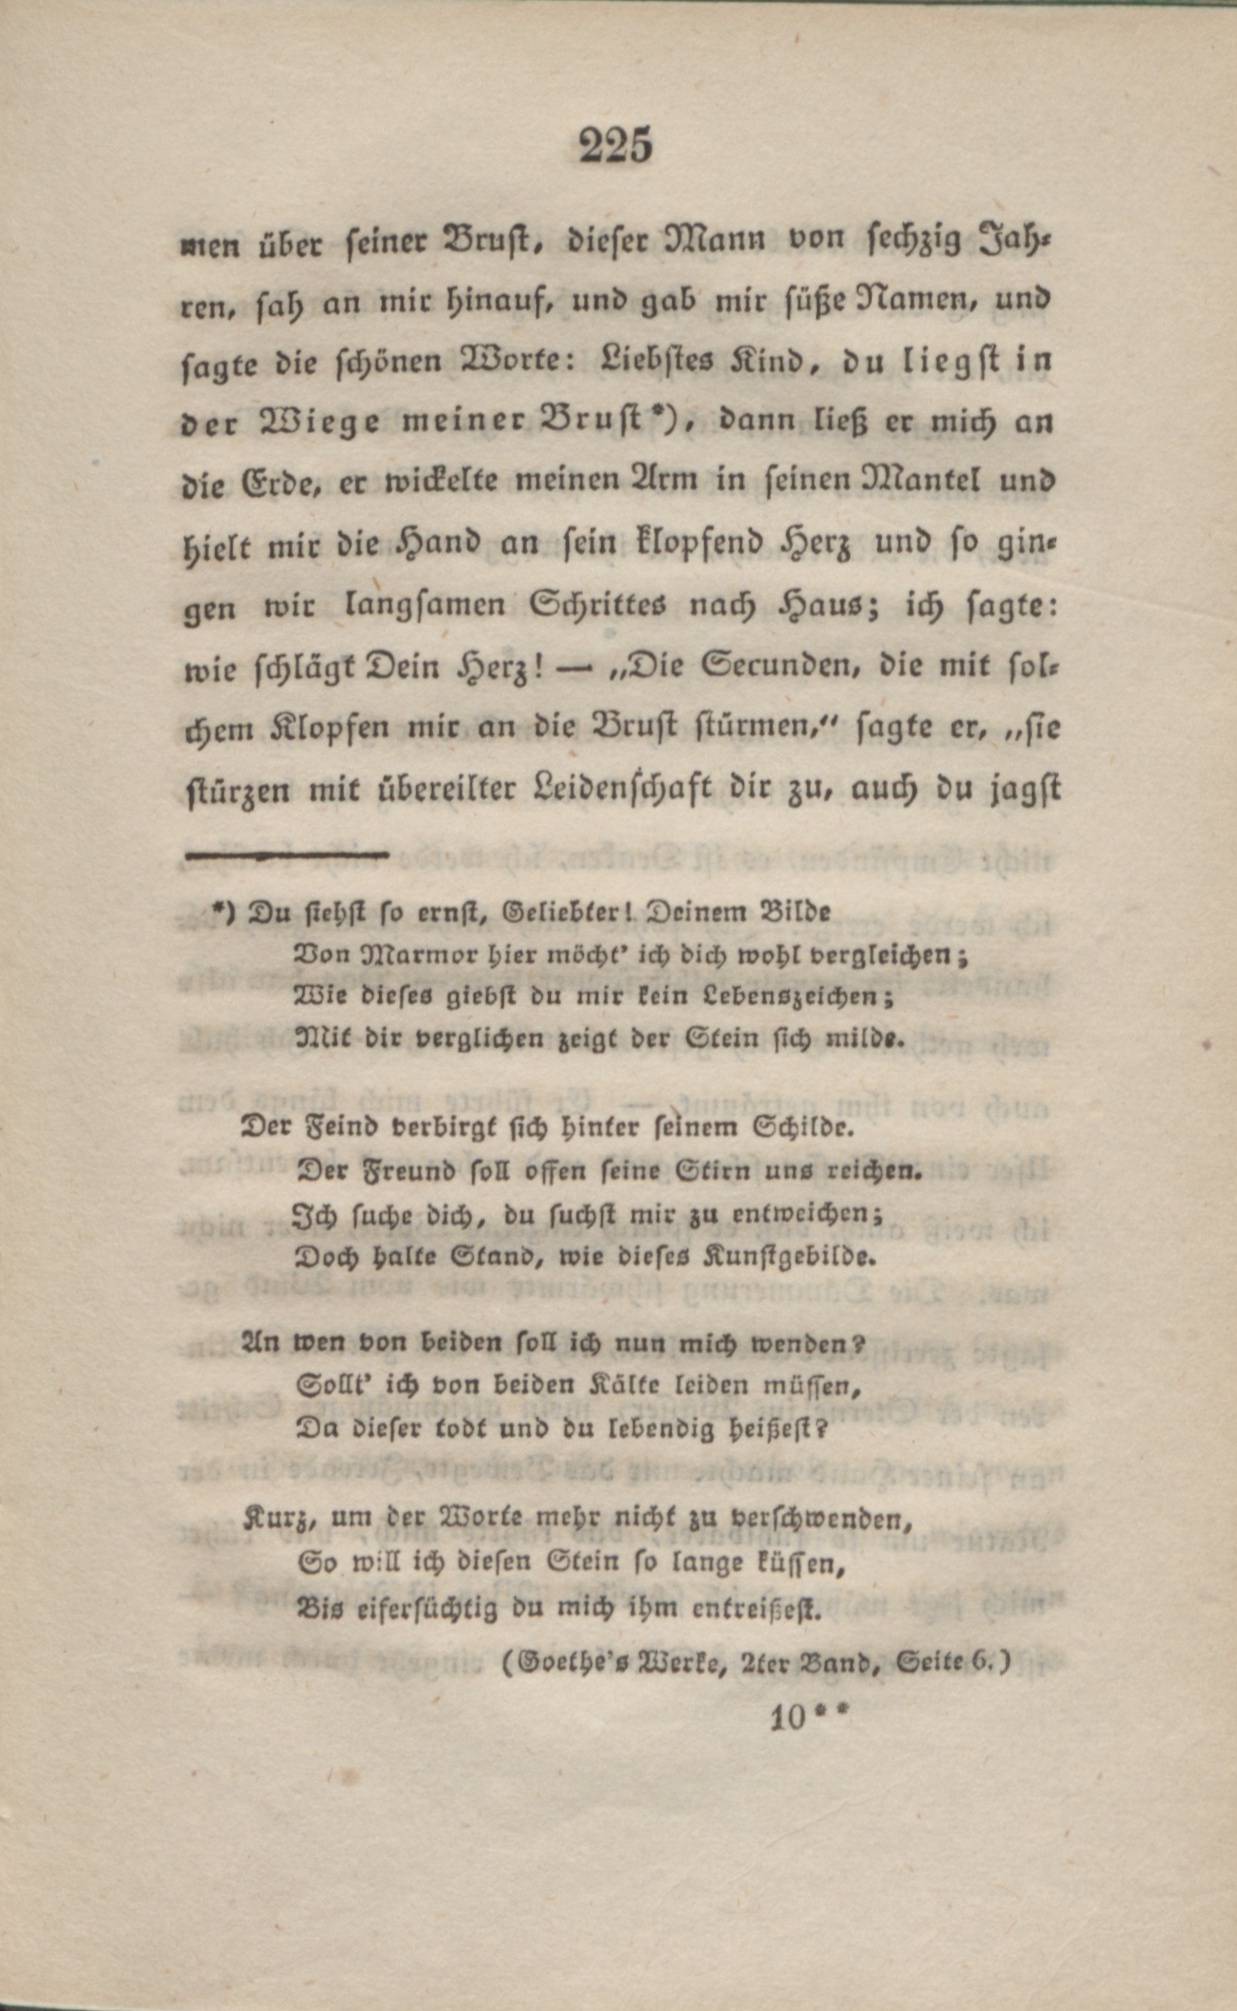 225
men über seiner Brust, dieser Mann von sechzig Jah-
ren, sah an mir hinauf, und gab mir süße Namen, und
sagte die schönen Worte: Liebstes Kind, du liegst in
der Wiege meiner Brust*), dann ließ er mich an
die Erde, er wickelte meinen Arm in seinen Mantel und
hielt mir die Hand an sein klopfend Herz und so gin-
gen wir langsamen Schrittes nach Haus; ich sagte:
wie schlägt Dein Herz! — „Die Secunden, die mit sol-
chem Klopfen mir an die Brust stürmen,“ sagte er, „sie
stürzen mit übereilter Leidenschaft dir zu, auch du jagst
*) Du siehst so ernst, Geliebter! Deinem Bilde
Von Marmor hier möcht' ich dich wohl vergleichen;
Wie dieses giebst du mir kein Lebenszeichen;
Mit dir verglichen zeigt der Stein sich milde.
Der Feind verbirgt sich hinter seinem Schilde.
Der Freund soll offen seine Stirn uns reichen.
Ich suche dich, du suchst mir zu entweichen;
Doch halte Stand, wie dieses Kunstgebilde.
An wen von beiden soll ich nun mich wenden?
Sollt' ich von beiden Kälte leiden müssen,
Da dieser todt und du lebendig heißest?
Kurz, um der Worte mehr nicht zu verschwenden,
So will ich diesen Stein so lange küssen,
Bis eifersüchtig du mich ihm entreißest.
(Goethe's Werke, 2ter Band, Seite 6.)
10**